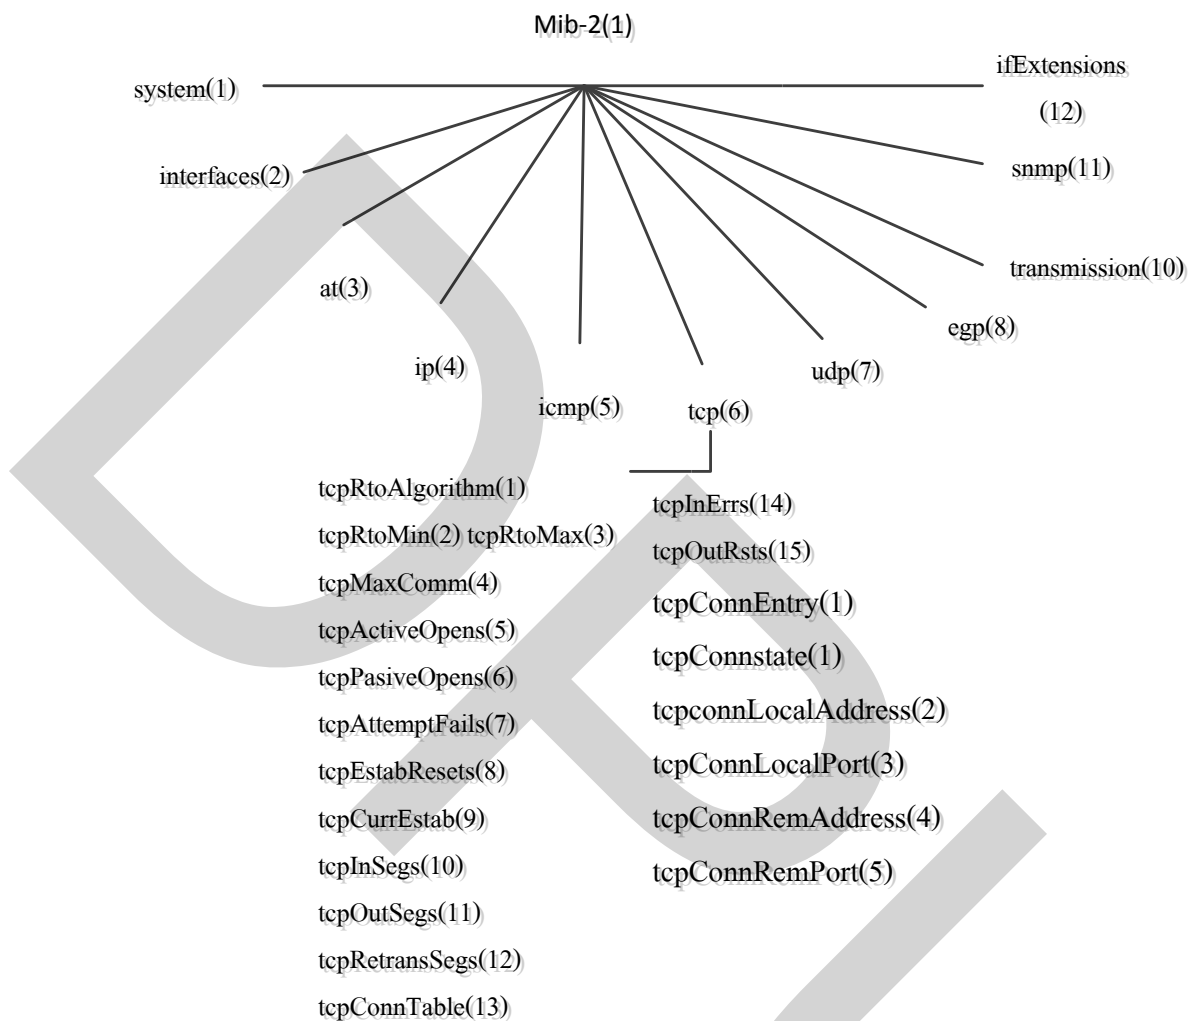 Mib-2(1)
system(1)
ifExtensions
(12)
interfaces(2)
snmp(11)
at(3)
transmission(10)
egp(8)
ip(4)
udp(7)
icmp(5)
tcp(6)
tcpRtoAlgorithm(1)
tcpRtoMin(2) tcpRtoMax(3)
tcpMaxComm(4)
tcpActiveOpens(5)
tcpPasiveOpens(6)
tcpAttemptFails(7)
tcpEstabResets(8)
tcpCurrEstab(9)
tcpInSegs(10)
tcpOutSegs(11)
tcpRetransSegs(12)
tcpConnTable(13)
tcpInErrs(14)
tcpOutRsts(15)
tcpConnEntry(1)
tcpConnstate(1)
tcpconnLocalAddress(2)
tcpConnLocalPort(3)
tcpConnRemAddress(4)
tcpConnRemPort(5)